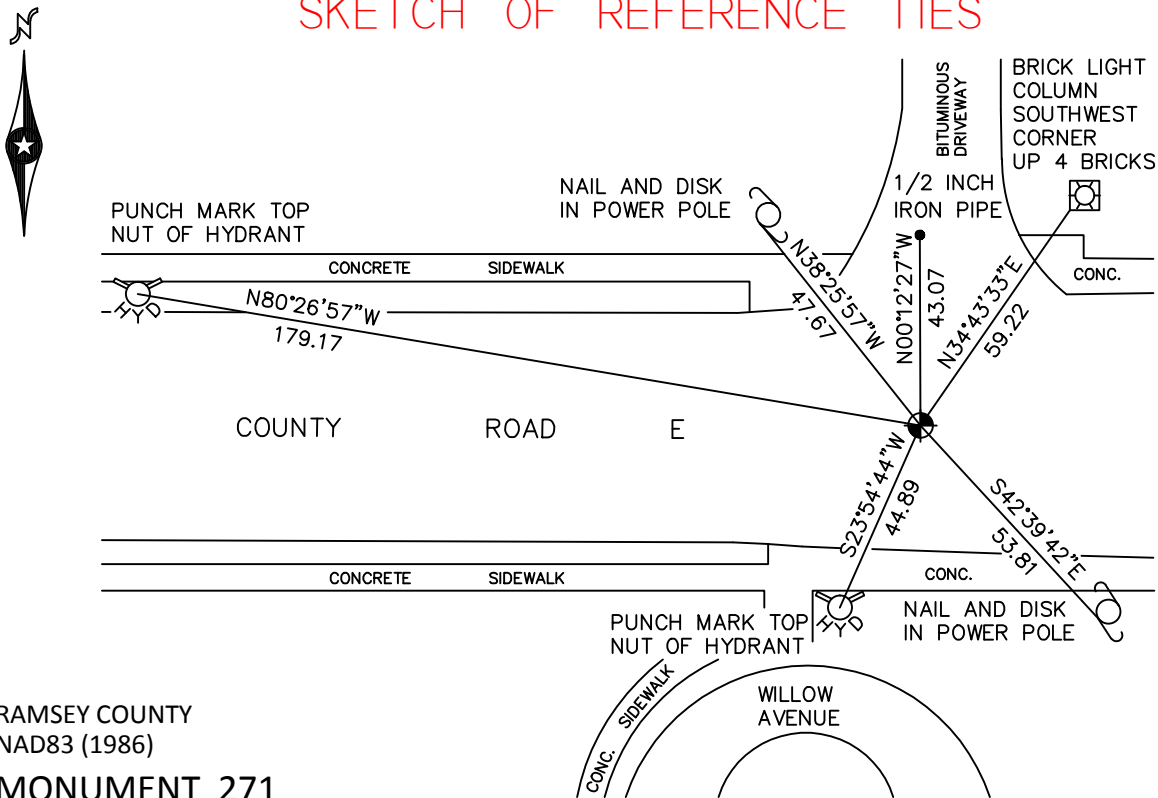 SKETCH OF REFERENCE TIES
N
BITUMINOUS
DRIVEWAY
BRICK LIGHT
COLUMN
SOUTHWEST
CORNER
UP 4 BRICKS
NAIL AND DISK
IN POWER POLE
1/2 INCH
IRON PIPE
PUNCH MARK TOP
NUT OF HYDRANT
CONCRETE SIDEWALK
CONC.
HYD
N80°26'57"W
179.17
N38°25'57"W
47.67
N00°12'27"W
43.07
N34°43'33"E
59.22
COUNTY ROAD E
S23°54'44"W
44.89
S42°39'42"E
53.81
CONCRETE SIDEWALK
CONC.
HYD
PUNCH MARK TOP
NUT OF HYDRANT
NAIL AND DISK
IN POWER POLE
CONC. SIDEWALK
WILLOW
AVENUE
RAMSEY COUNTY
NAD83 (1986)
MONUMENT 271